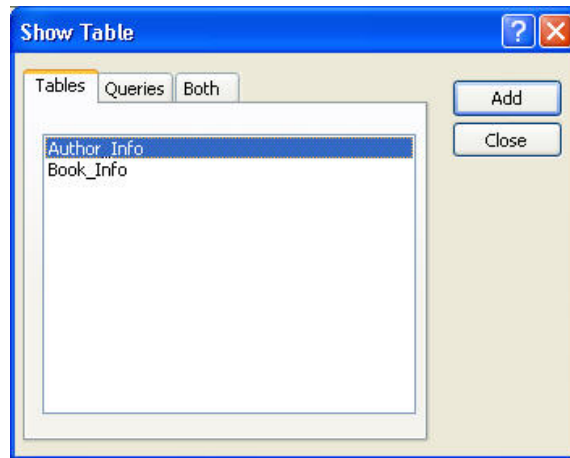 Show Table
Tables Queries Both
Add
Close
Author_Info
Book_Info